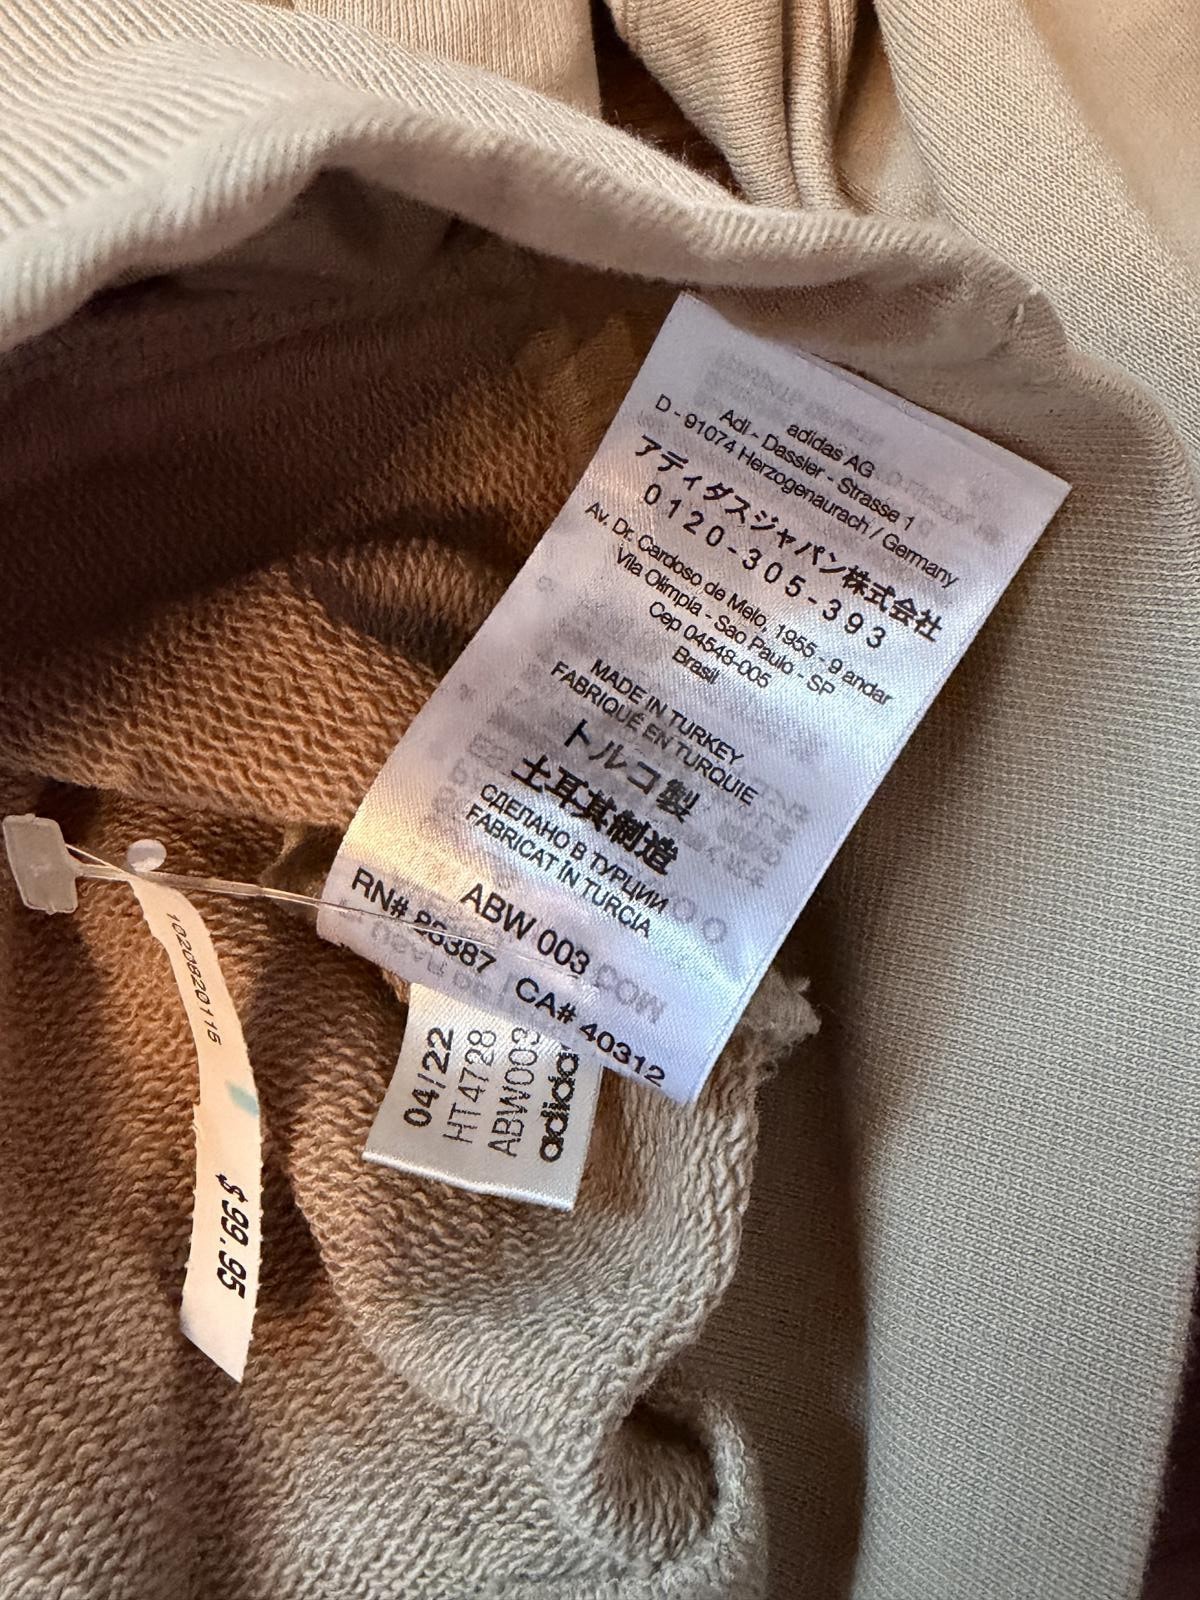 adidas AG
Adi - Dassler - Strasse 1
D - 91074 Herzogenaurach / Germany
アディダスジャパン株式会社
0120-305-393
Av. Dr. Cardoso de Melo, 1955 - 9 andar
Vila Olimpia - Sao Paulo - SP
Cep 04548-005
Brasil
MADE IN TURKEY
FABRIQUÉ EN TURQUIE
トルコ製
土耳其制造
СДЕЛАНО В ТУРЦИИ
FABRICAT ÎN TURCIA
ABW 003
RN# 88387 CA# 40312
04/22
HT4728
ABW003
adidas
1020820115
$99.95